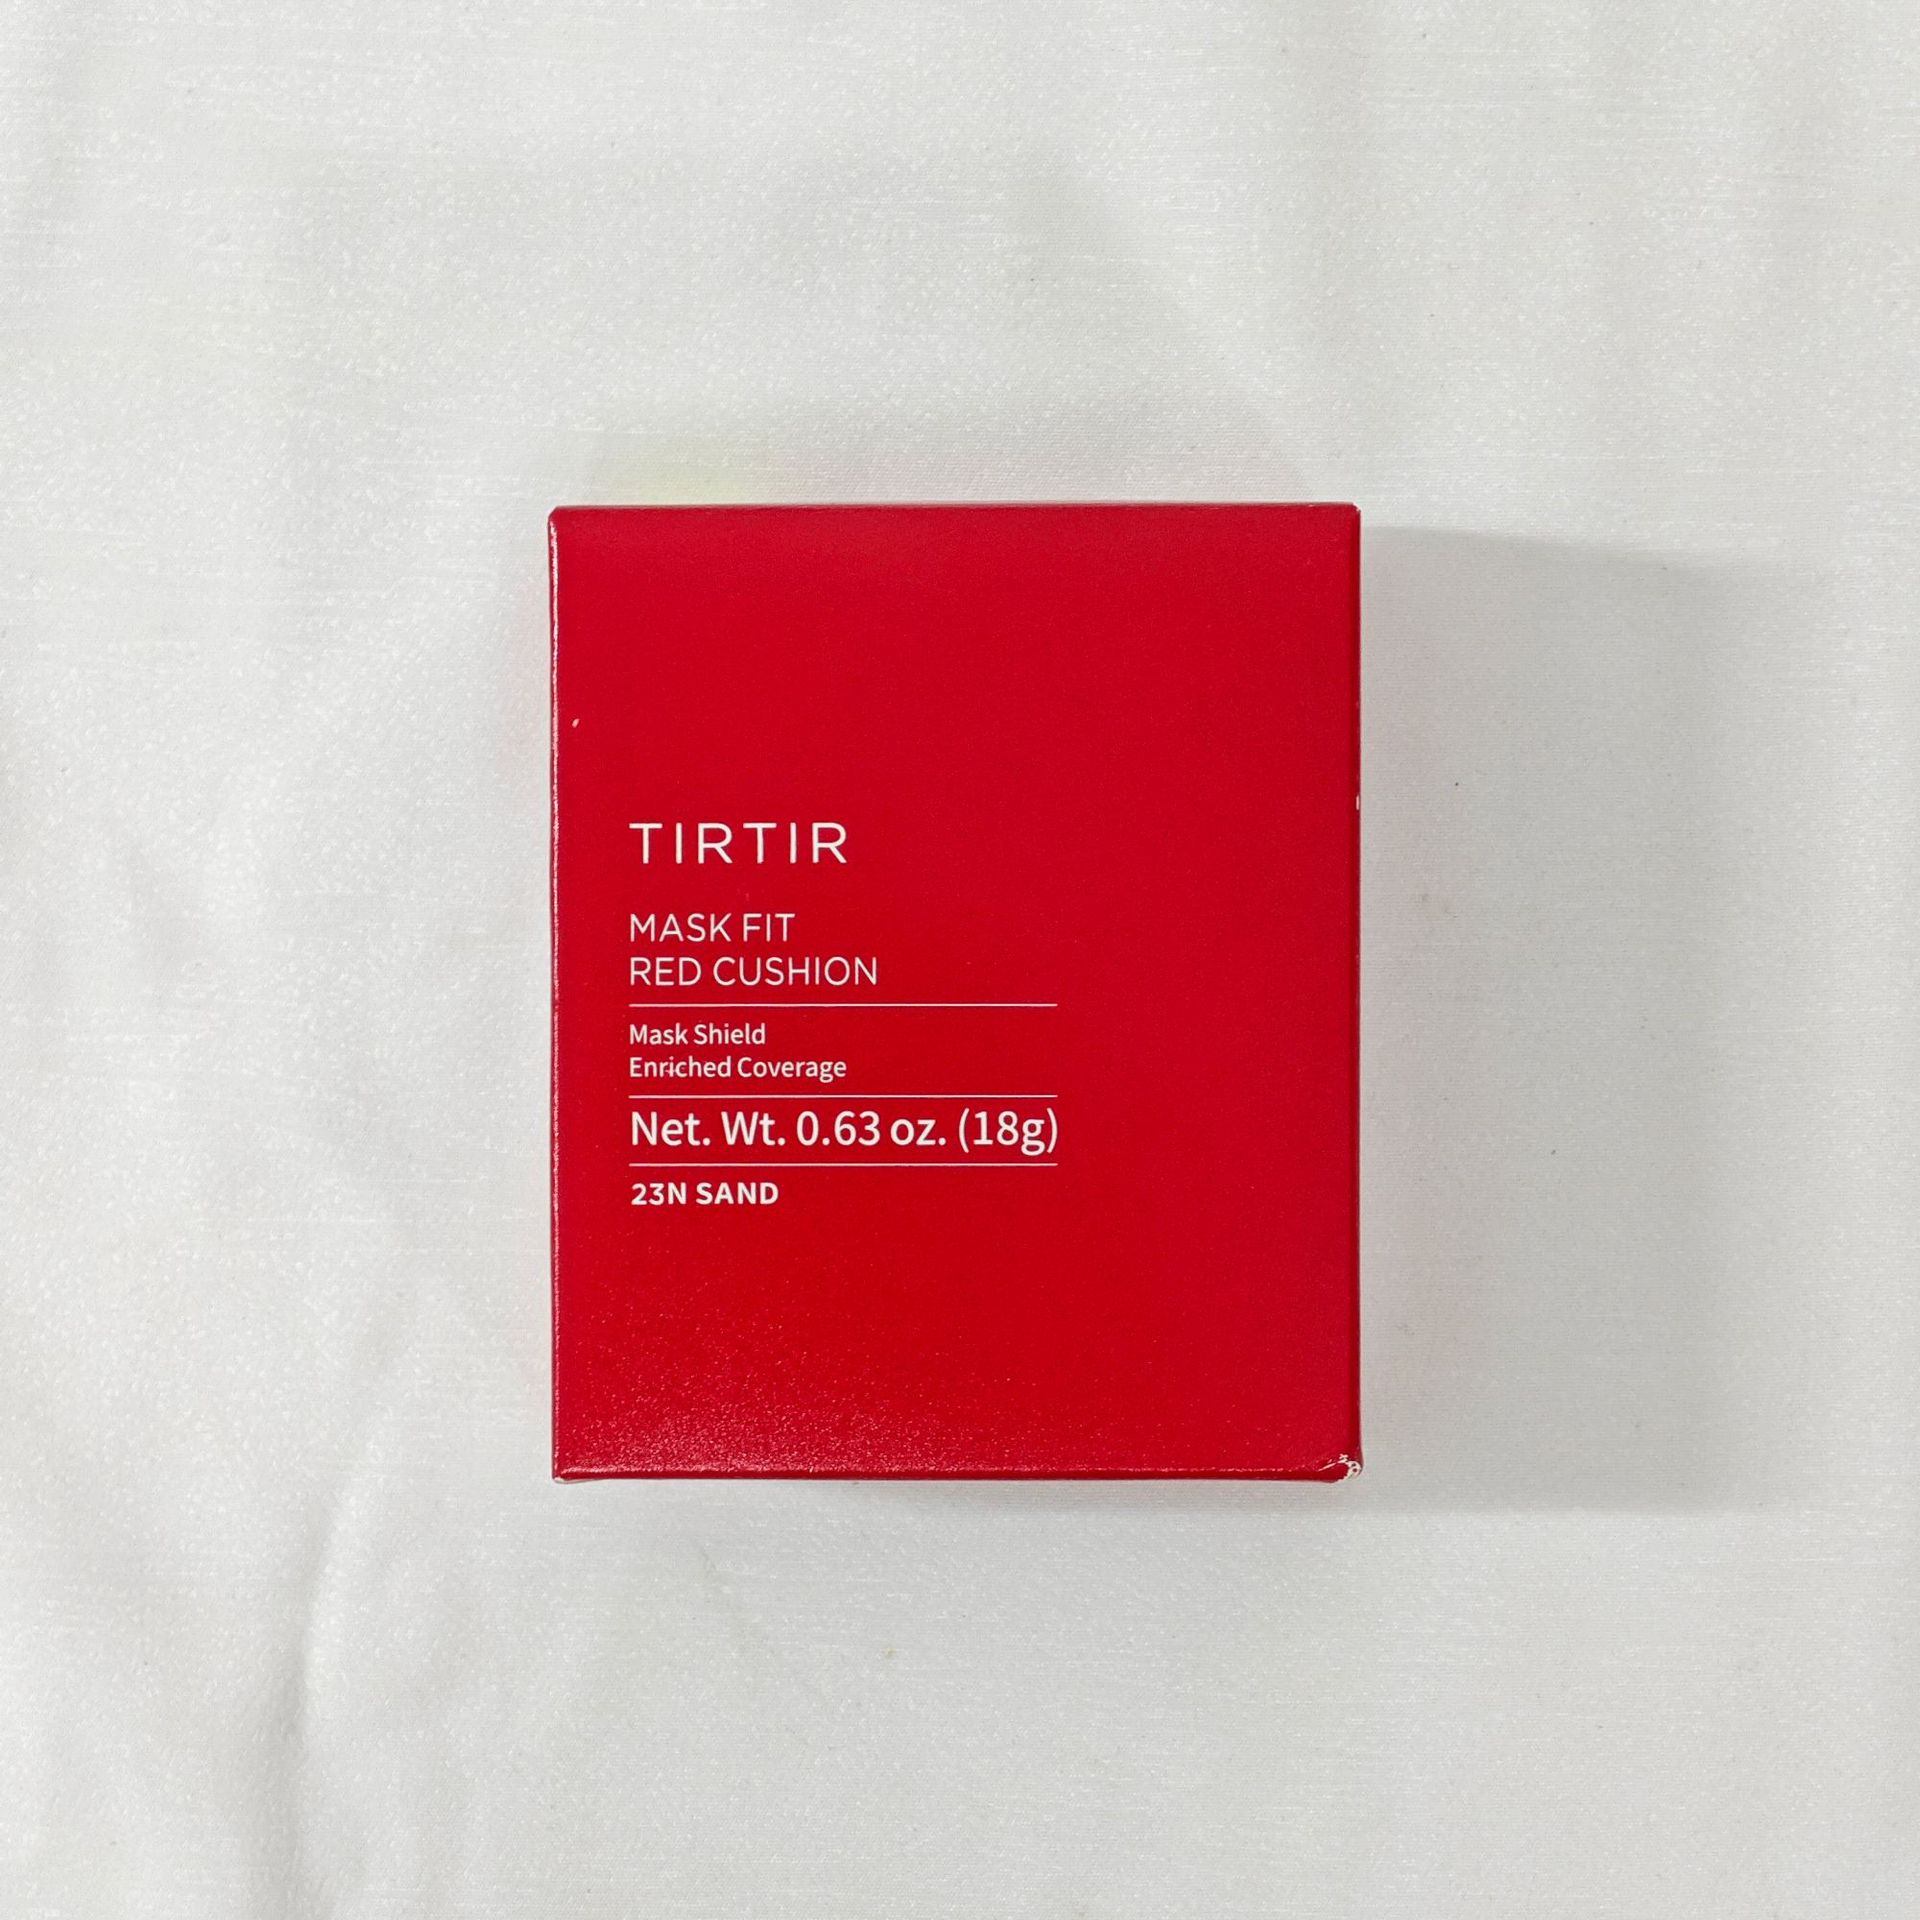 TIRTIR
MASK FIT
RED CUSHION
Mask Shield
Enriched Coverage
Net. Wt. 0.63 oz. (18g)
23N SAND